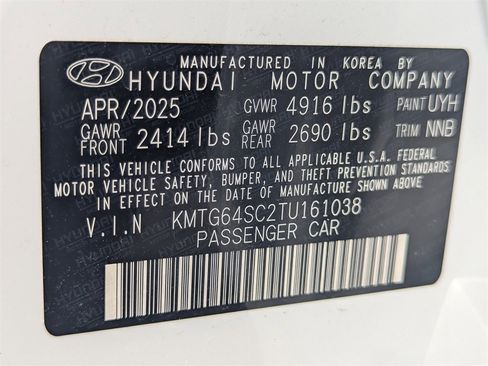 MANUFACTURED IN KOREA BY
HYUNDAI MOTOR COMPANY
APR/2025 GVWR 4916 lbs PAINT UYH
GAWR FRONT 2414 lbs GAWR REAR 2690 lbs TRIM NNB
THIS VEHICLE CONFORMS TO ALL APPLICABLE U.S.A. FEDERAL
MOTOR VEHICLE SAFETY, BUMPER, AND THEFT PREVENTION STANDARDS
IN EFFECT ON THE DATE OF MANUFACTURE SHOWN ABOVE.
V.I.N KMTG64SC2TU161038
PASSENGER CAR